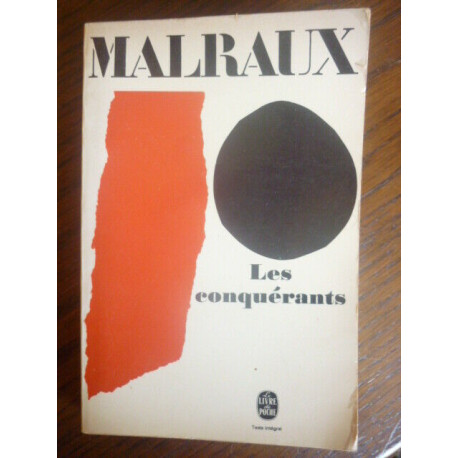 MALRAUX
Les
conquérants
LE
LIVRE
DE
POCHE
Texte intégral